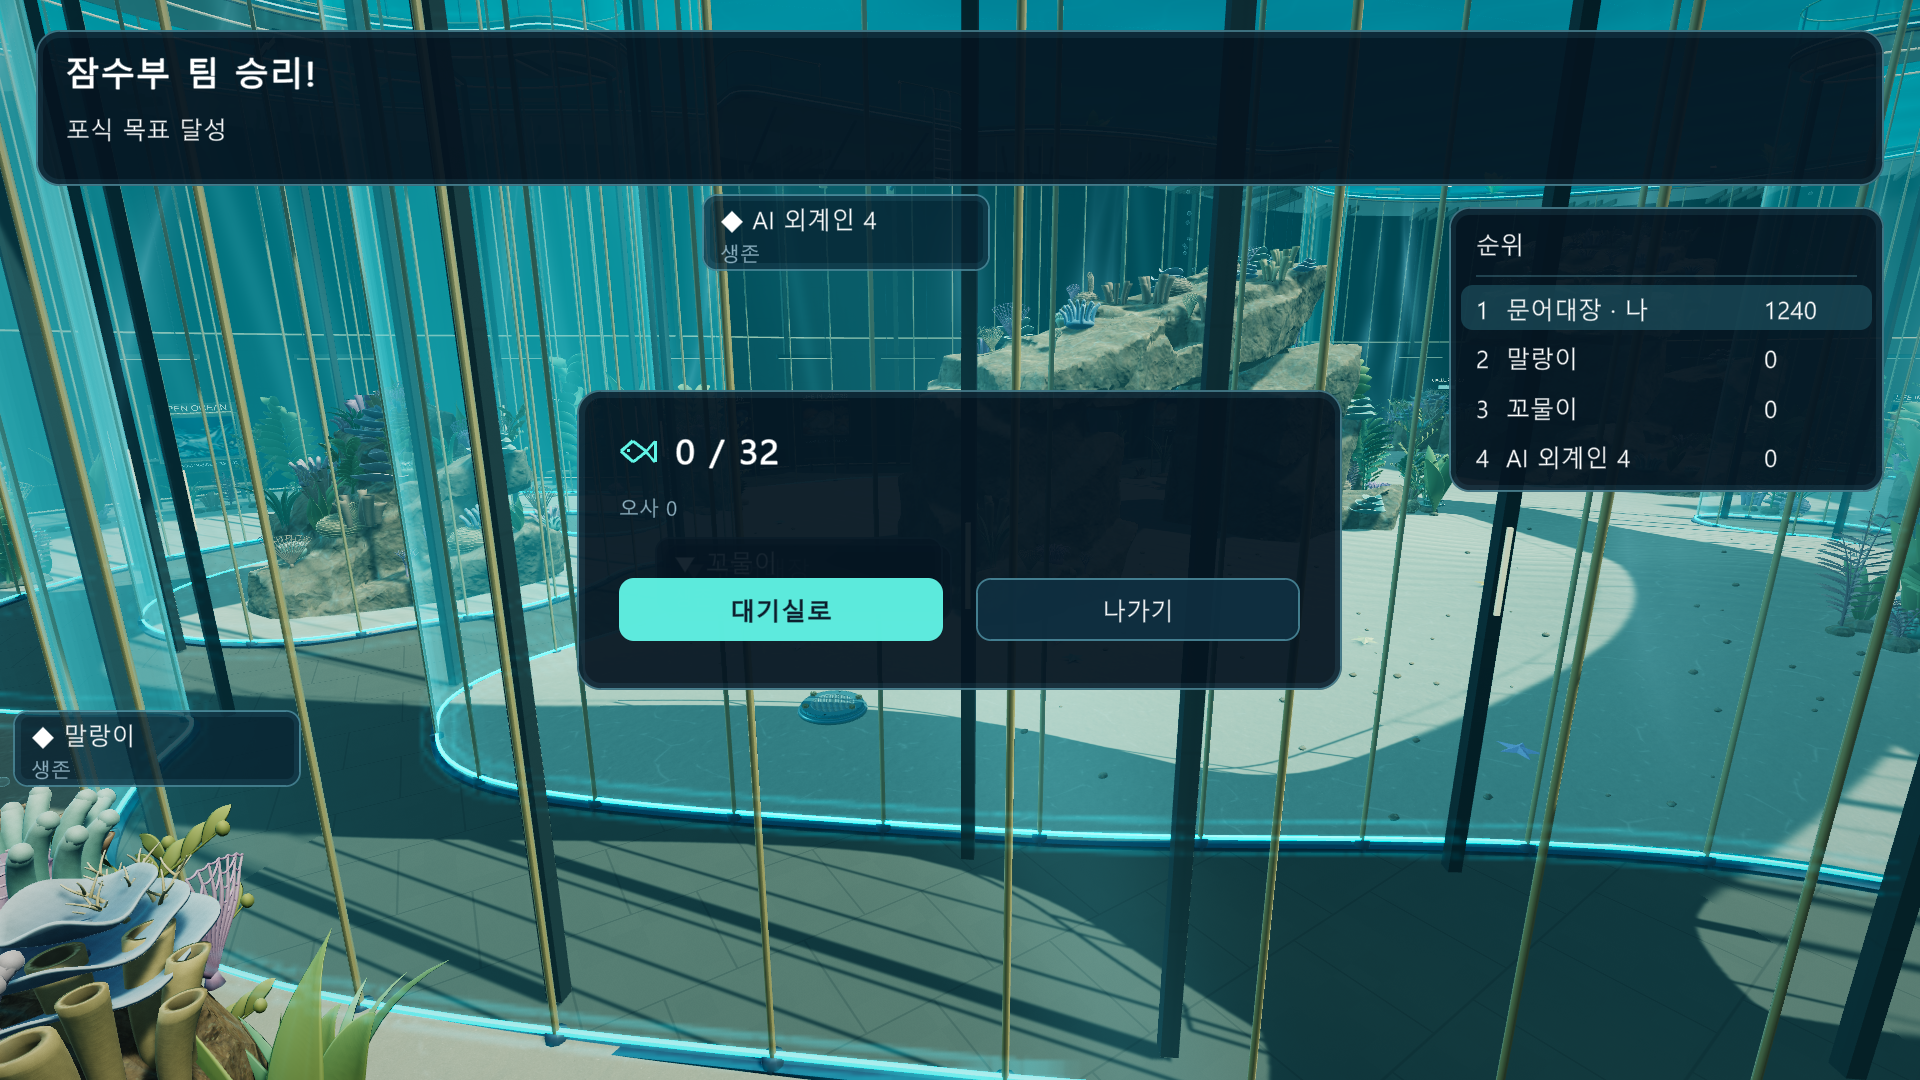 잠수부 팀 승리!
포식 목표 달성
◆ AI 외계인 4
생존
순위
1 문어대장 · 나 1240
2 말랑이 0
3 꼬물이 0
4 AI 외계인 4 0
0 / 32
오사 0
▼ 꼬물이
대기실로
나가기
◆ 말랑이
생존
PEN OCEAN